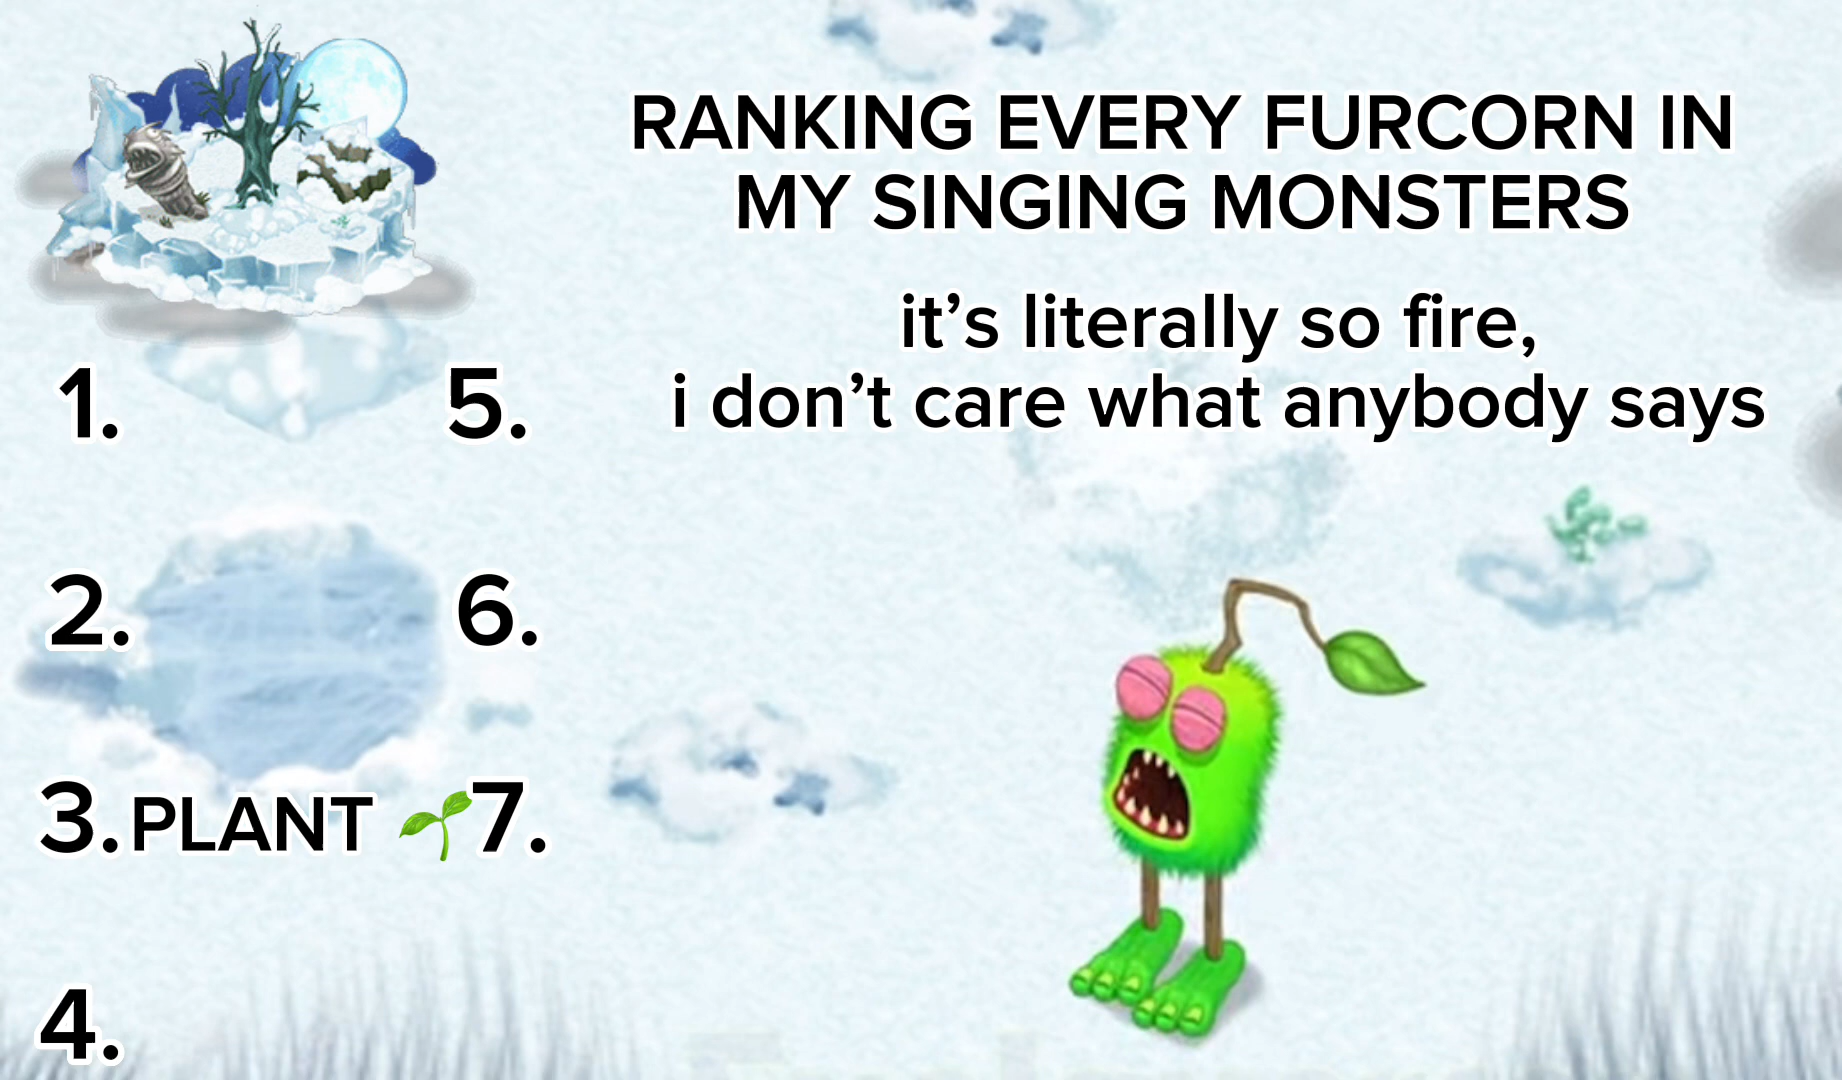 RANKING EVERY FURCORN IN
MY SINGING MONSTERS
it’s literally so fire,
i don’t care what anybody says
1.
2.
3. PLANT 🌱
4.
5.
6.
7.